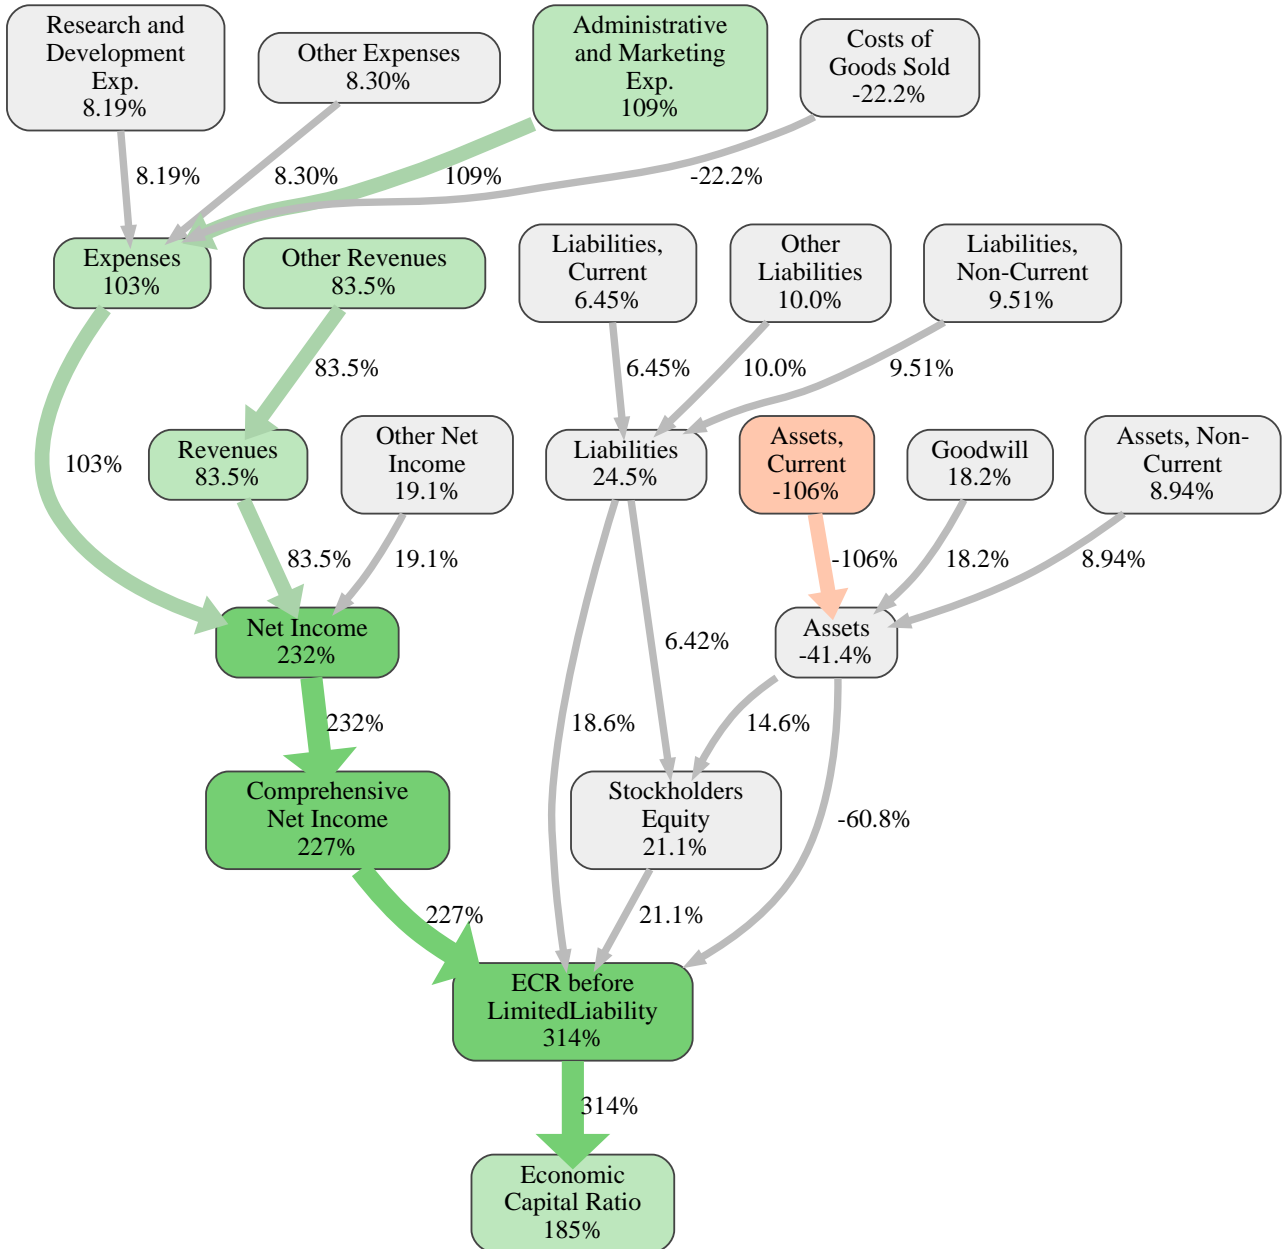 Research and
Development
Exp.
8.19%
Other Expenses
8.30%
Administrative
and Marketing
Exp.
109%
Costs of
Goods Sold
-22.2%
8.19%
8.30%
109%
-22.2%
Expenses
103%
Other Revenues
83.5%
Liabilities,
Current
6.45%
Other
Liabilities
10.0%
Liabilities,
Non-Current
9.51%
83.5%
6.45%
10.0%
9.51%
103%
Revenues
83.5%
Other Net
Income
19.1%
Liabilities
24.5%
Assets,
Current
-106%
Goodwill
18.2%
Assets, Non-
Current
8.94%
83.5%
19.1%
-106%
18.2%
8.94%
Net Income
232%
6.42%
Assets
-41.4%
232%
18.6%
14.6%
Comprehensive
Net Income
227%
Stockholders
Equity
21.1%
-60.8%
227%
21.1%
ECR before
LimitedLiability
314%
314%
Economic
Capital Ratio
185%